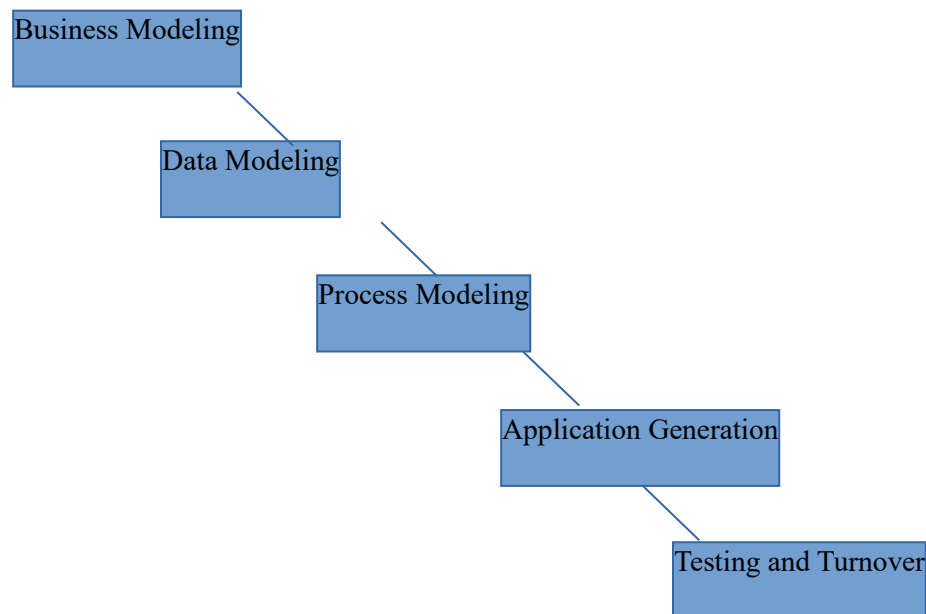 Business Modeling
Data Modeling
Process Modeling
Application Generation
Testing and Turnover